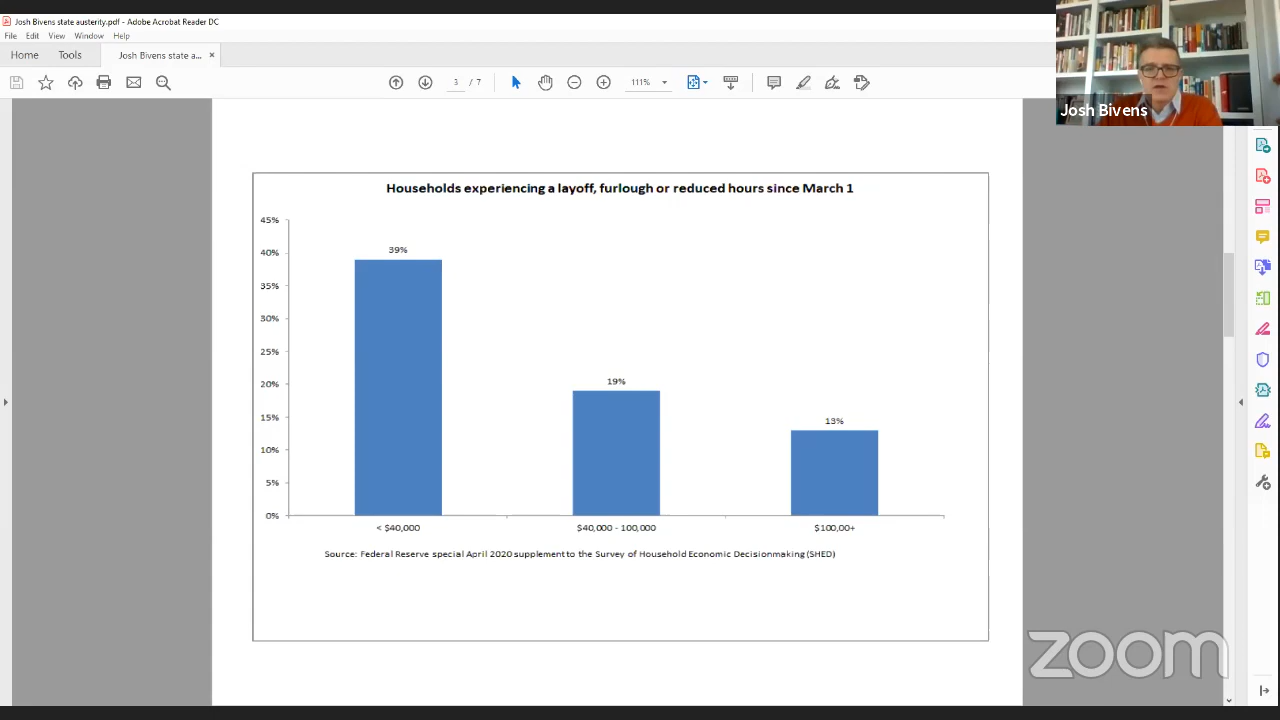 Josh Bivens state austerity.pdf - Adobe Acrobat Reader DC
File Edit View Window Help
Home Tools Josh Bivens state a... ×
3 / 7 111%
Josh Bivens
Households experiencing a layoff, furlough or reduced hours since March 1
45%
40%
35%
30%
25%
20%
15%
10%
5%
0%
39%
19%
13%
< $40,000 $40,000 - 100,000 $100,00+
Source: Federal Reserve special April 2020 supplement to the Survey of Household Economic Decisionmaking (SHED)
zoom